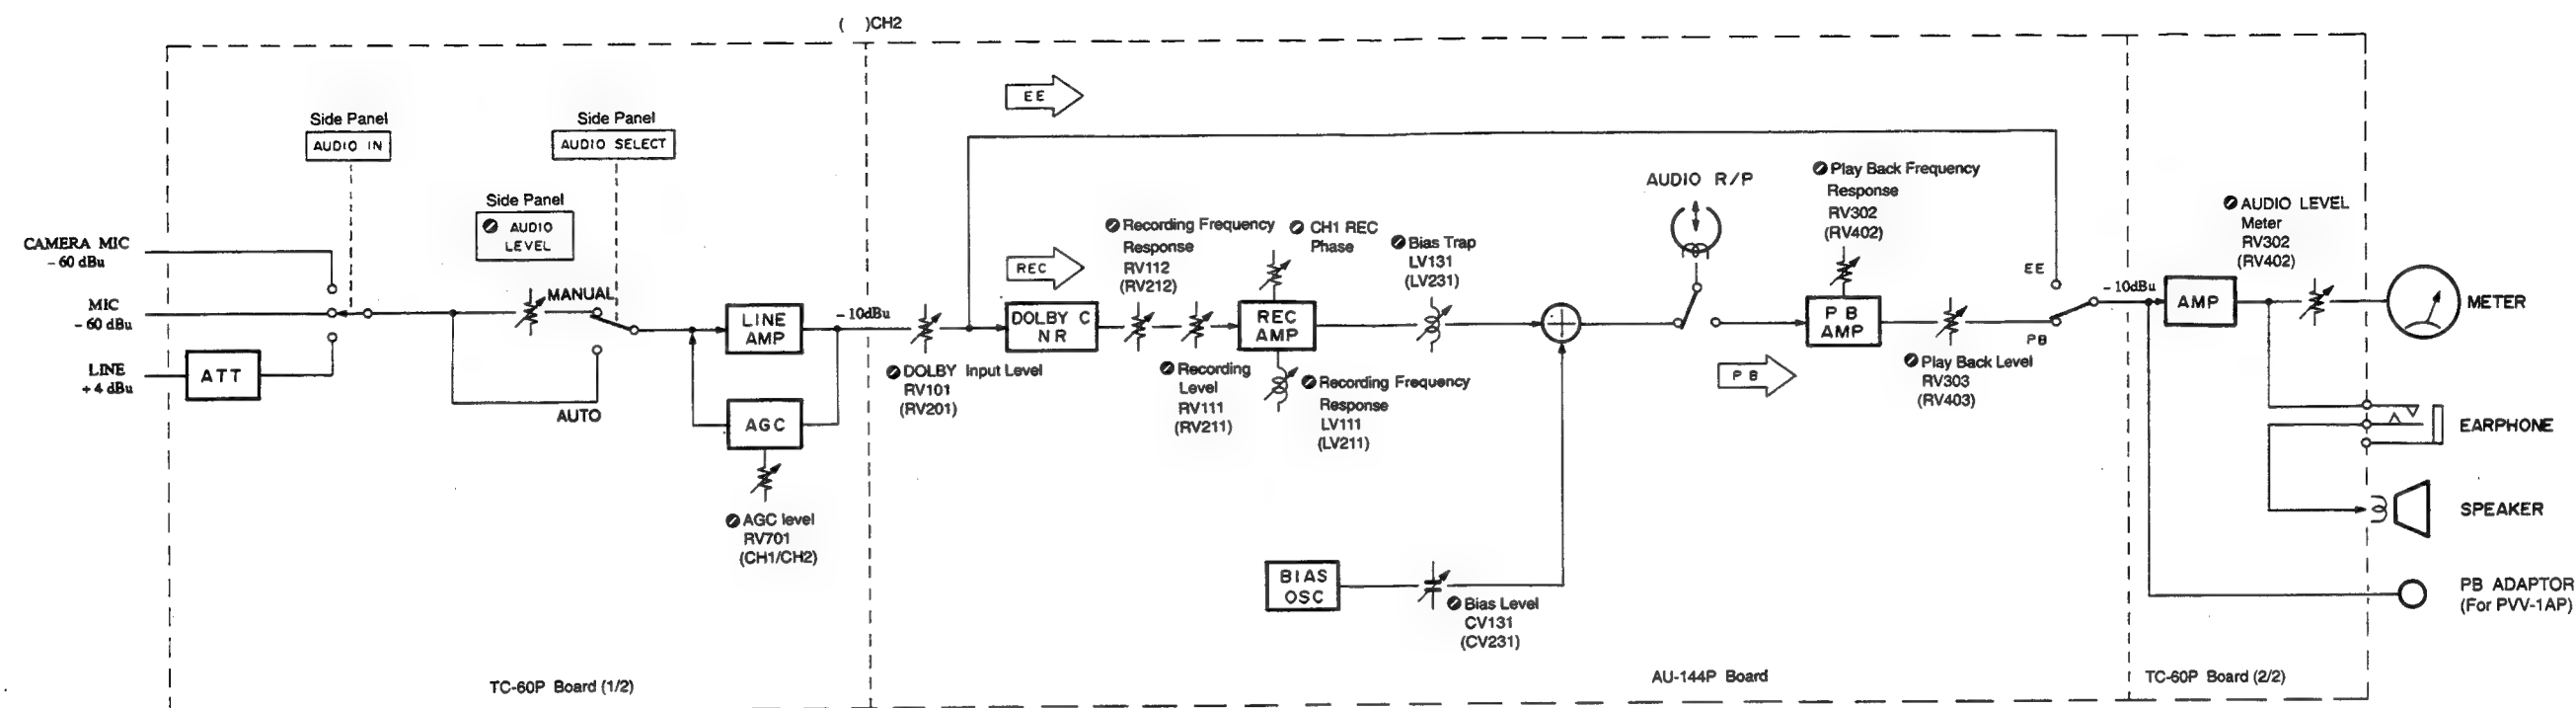 ( )CH2
Side Panel
AUDIO IN
Side Panel
AUDIO SELECT
Side Panel
AUDIO
LEVEL
CAMERA MIC
- 60 dBu
MIC
- 60 dBu
LINE
+ 4 dBu
ATT
MANUAL
AUTO
LINE
AMP
AGC
AGC level
RV701
(CH1/CH2)
- 10dBu
TC-60P Board (1/2)
EE
REC
DOLBY Input Level
RV101
(RV201)
DOLBY C
NR
Recording Frequency
Response
RV112
(RV212)
Recording
Level
RV111
(RV211)
CH1 REC
Phase
REC
AMP
Recording Frequency
Response
LV111
(LV211)
Bias Trap
LV131
(LV231)
BIAS
OSC
Bias Level
CV131
(CV231)
AUDIO R/P
PB
Play Back Frequency
Response
RV302
(RV402)
PB
AMP
Play Back Level
RV303
(RV403)
EE
PB
AU-144P Board
- 10dBu
AMP
AUDIO LEVEL
Meter
RV302
(RV402)
METER
EARPHONE
SPEAKER
PB ADAPTOR
(For PVV-1AP)
TC-60P Board (2/2)